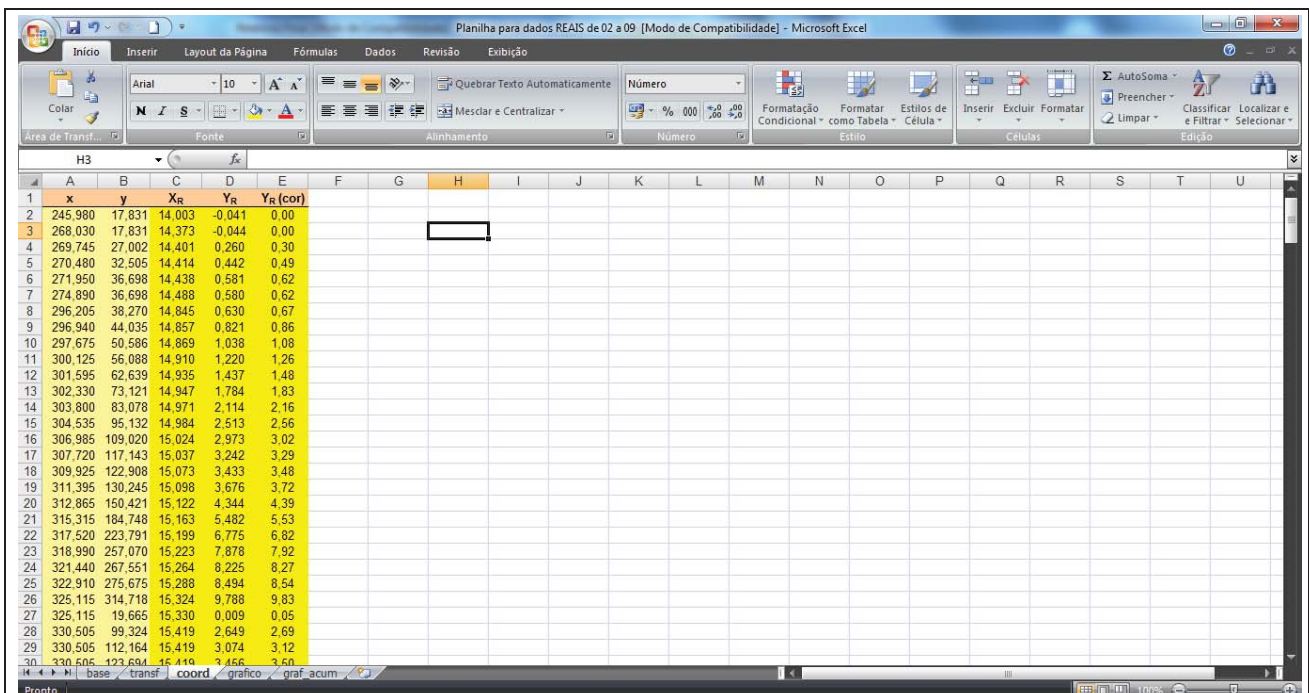 Planilha para dados REAIS de 02 a 09 [Modo de Compatibilidade] - Microsoft Excel
Início Inserir Layout da Página Fórmulas Dados Revisão Exibição
Colar
Arial 10
N I S
Quebrar Texto Automaticamente
Mesclar e Centralizar
Número
% 000
Formatação Condicional
Formatar como Tabela
Estilos de Célula
Inserir Excluir Formatar
Σ AutoSoma
Preencher
Limpar
Classificar e Filtrar
Localizar e Selecionar
Área de Transf... Fonte Alinhamento Número Estilo Células Edição
H3 fx
A B C D E F G H I J K L M N O P Q R S T U
1 x y XR YR YR (cor)
2 245,980 17,831 14,003 -0,041 0,00
3 268,030 17,831 14,373 -0,044 0,00
4 269,745 27,002 14,401 0,260 0,30
5 270,480 32,505 14,414 0,442 0,49
6 271,950 36,698 14,438 0,581 0,62
7 274,890 36,698 14,488 0,580 0,62
8 296,205 38,270 14,845 0,630 0,67
9 296,940 44,035 14,857 0,821 0,86
10 297,675 50,586 14,869 1,038 1,08
11 300,125 56,088 14,910 1,220 1,26
12 301,595 62,639 14,935 1,437 1,48
13 302,330 73,121 14,947 1,784 1,83
14 303,800 83,078 14,971 2,114 2,16
15 304,535 95,132 14,984 2,513 2,56
16 306,985 109,020 15,024 2,973 3,02
17 307,720 117,143 15,037 3,242 3,29
18 309,925 122,908 15,073 3,433 3,48
19 311,395 130,245 15,098 3,676 3,72
20 312,865 150,421 15,122 4,344 4,39
21 315,315 184,748 15,163 5,482 5,53
22 317,520 223,791 15,199 6,775 6,82
23 318,990 257,070 15,223 7,878 7,92
24 321,440 267,551 15,264 8,225 8,27
25 322,910 275,675 15,288 8,494 8,54
26 325,115 314,718 15,324 9,788 9,83
27 325,115 19,665 15,330 0,009 0,05
28 330,505 99,324 15,419 2,649 2,69
29 330,505 112,164 15,419 3,074 3,12
30 330,505 123,694 15,419 3,456 3,50
base transf coord grafico graf_acum
Pronto 100%